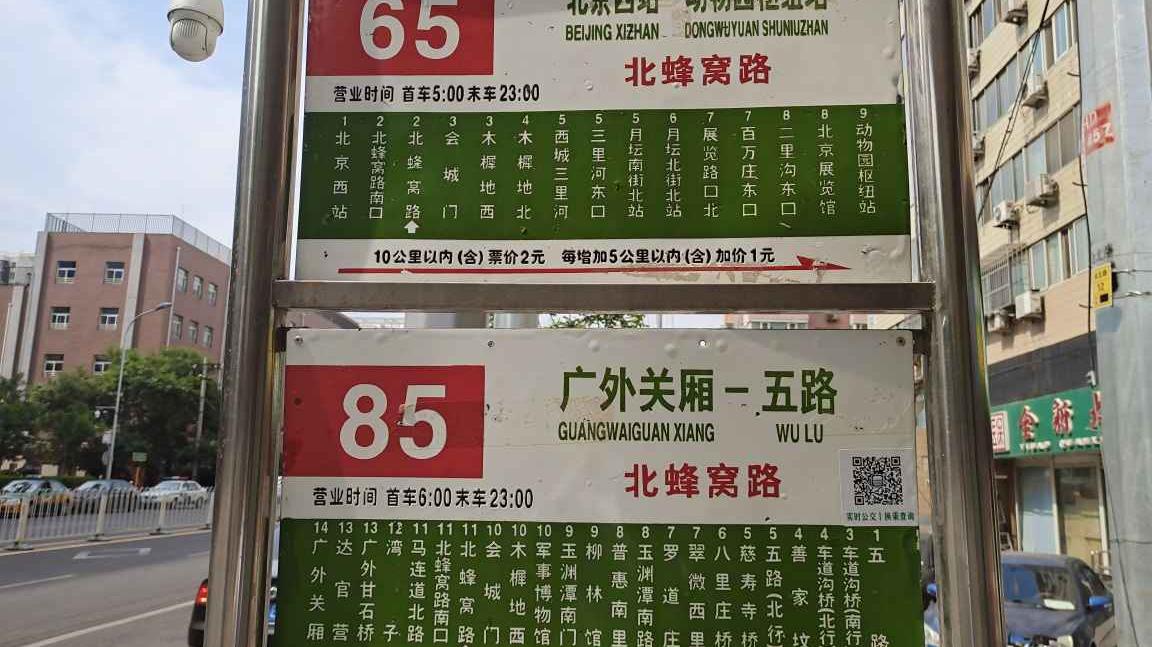 65
北京西站 — 动物园枢纽站
BEIJING XIZHAN DONGWUYUAN SHUNIUZHAN
北蜂窝路
营业时间 首车5:00 末车23:00
1 北京西站
2 北蜂窝路南口
2 北蜂窝路
3 会城门
3 木樨地西
4 木樨地北
5 西城三里河
5 三里河东口
5 月坛南街北站
6 月坛北街北站
7 展览路口北
7 百万庄东口
8 二里沟东口
8 北京展览馆
9 动物园枢纽站
10公里以内(含)票价2元 每增加5公里以内(含)加价1元
85
广外关厢 — 五路
GUANGWAIGUAN XIANG WU LU
北蜂窝路
营业时间 首车6:00 末车23:00
实时公交|换乘查询
14 广外关厢
13 达官营
13 广外甘石桥
12 湾子
11 马连道北路
11 北蜂窝路南口
11 北蜂窝路
10 会城门
10 木樨地西
10 军事博物馆
9 玉渊潭南门
9 柳林馆
8 普惠南里
8 玉渊潭南路
7 罗道庄
7 翠微西里
6 八里庄桥
5 慈寿寺桥
5 五路(北行
4 善家坟
4 车道沟桥(北行
3 车道沟桥(南行
1 五路